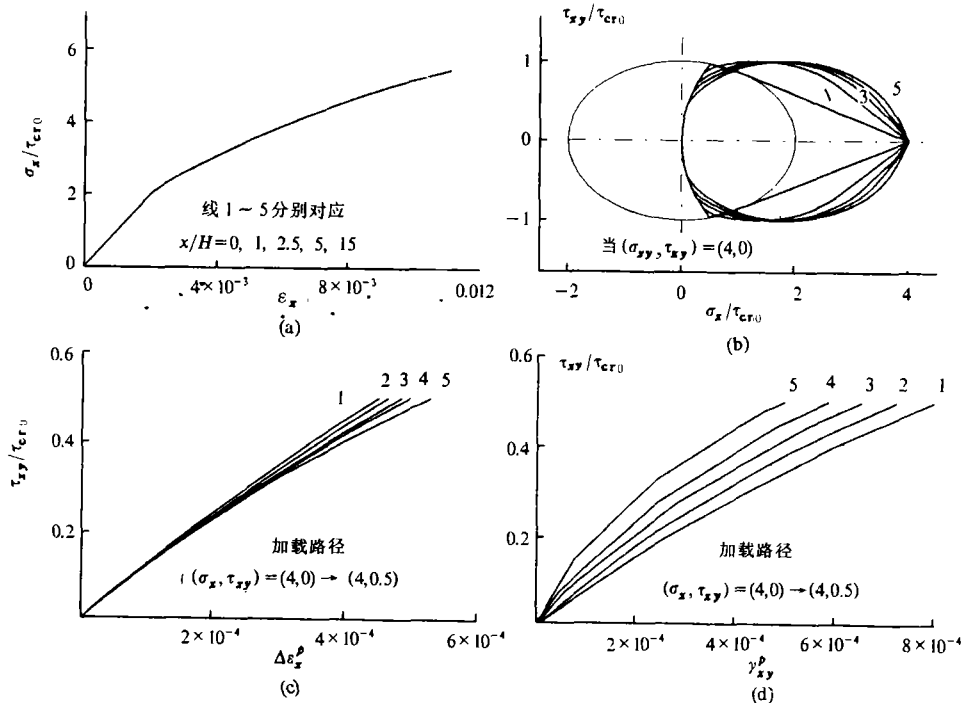 6
4
2
0
σₓ/τcr0
线 1～5分别对应
x/H=0, 1, 2.5, 5, 15
0
4×10⁻³
8×10⁻³
0.012
εₓ
(a)
τxy/τcr0
1
0
-1
1
3
5
当(σxy, τxy)=(4,0)
-2
0
2
4
σₓ/τcr0
(b)
0.6
0.4
0.2
τxy/τcr0
1
2
3
4
5
加载路径
(σₓ, τxy)=(4,0)→(4,0.5)
2×10⁻⁴
4×10⁻⁴
6×10⁻⁴
Δεₓᵖ
(c)
0.6
τxy/τcr0
0.4
0.2
5
4
3
2
1
加载路径
(σₓ, τxy)=(4,0)→(4,0.5)
2×10⁻⁴
4×10⁻⁴
6×10⁻⁴
8×10⁻⁴
γxyᵖ
(d)